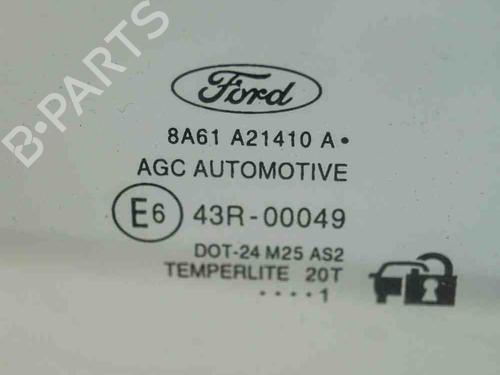 B-PARTS
Ford
8A61 A21410 A•
AGC AUTOMOTIVE
E6 43R-00049
DOT-24 M25 AS2
TEMPERLITE 20T
••••1